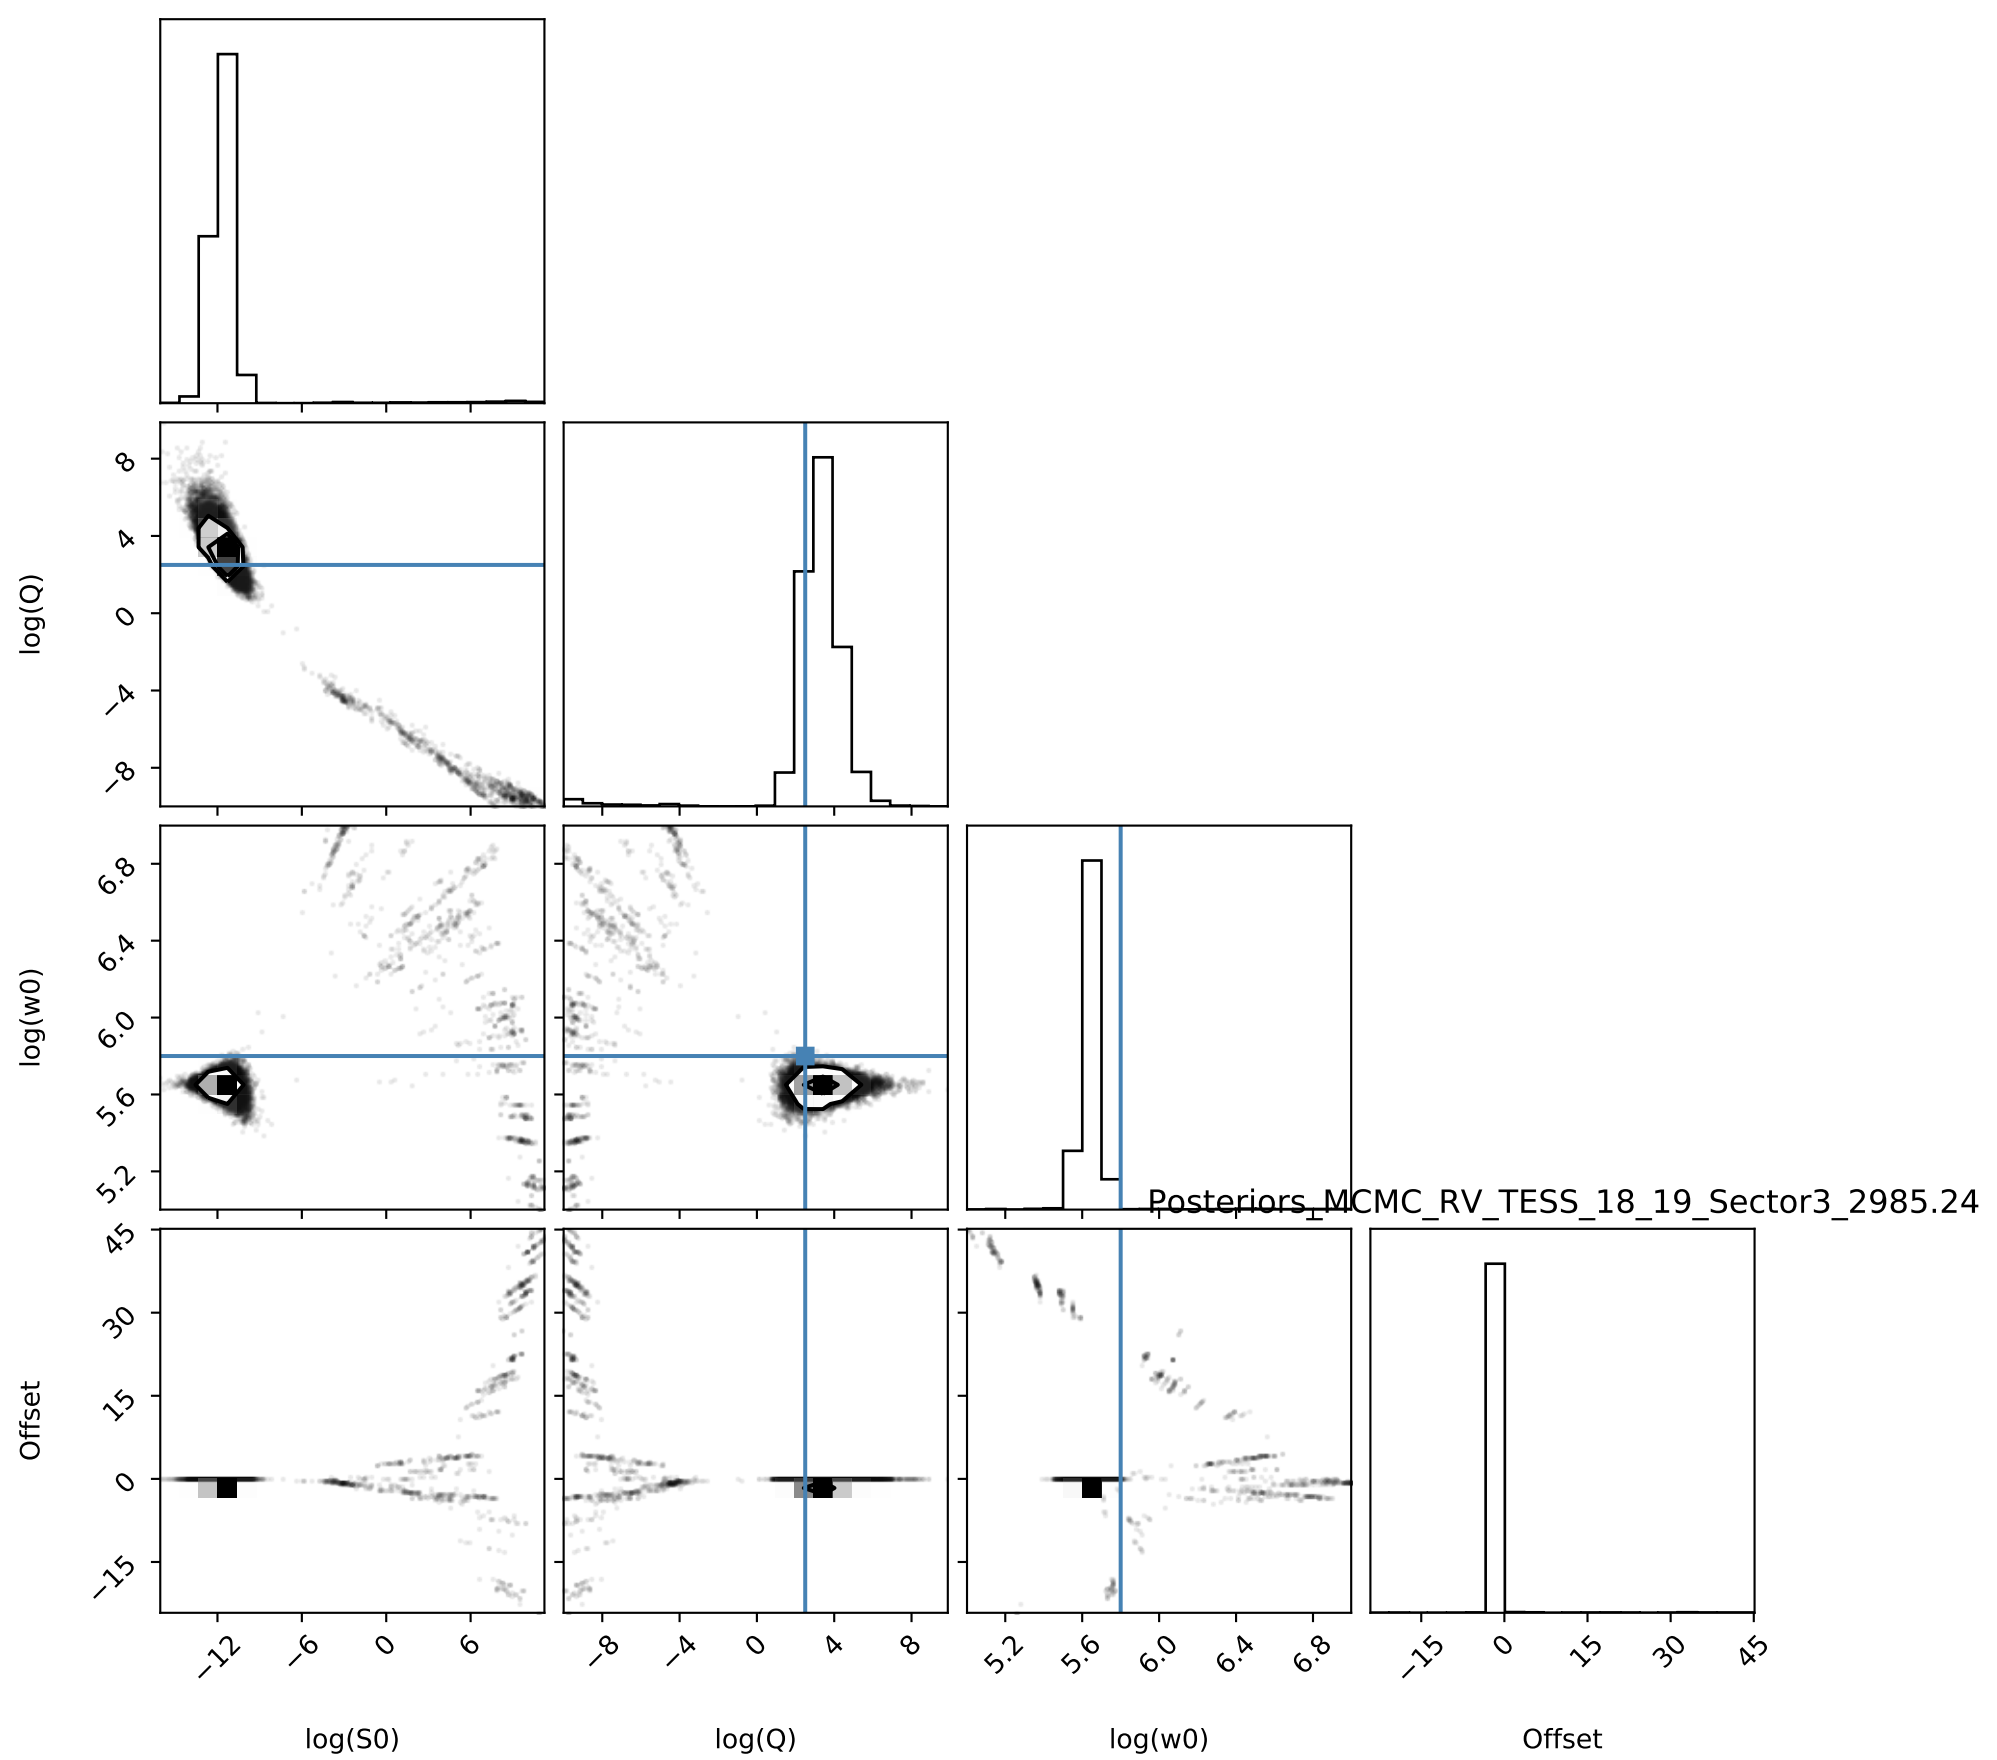 8
4
0
−4
−8
log(Q)
6.8
6.4
6.0
5.6
5.2
log(w0)
Posteriors_MCMC_RV_TESS_18_19_Sector3_2985.24
45
30
15
0
−15
Offset
−12 −6 0 6
−8 −4 0 4 8
5.2 5.6 6.0 6.4 6.8
−15 0 15 30 45
log(S0)
log(Q)
log(w0)
Offset